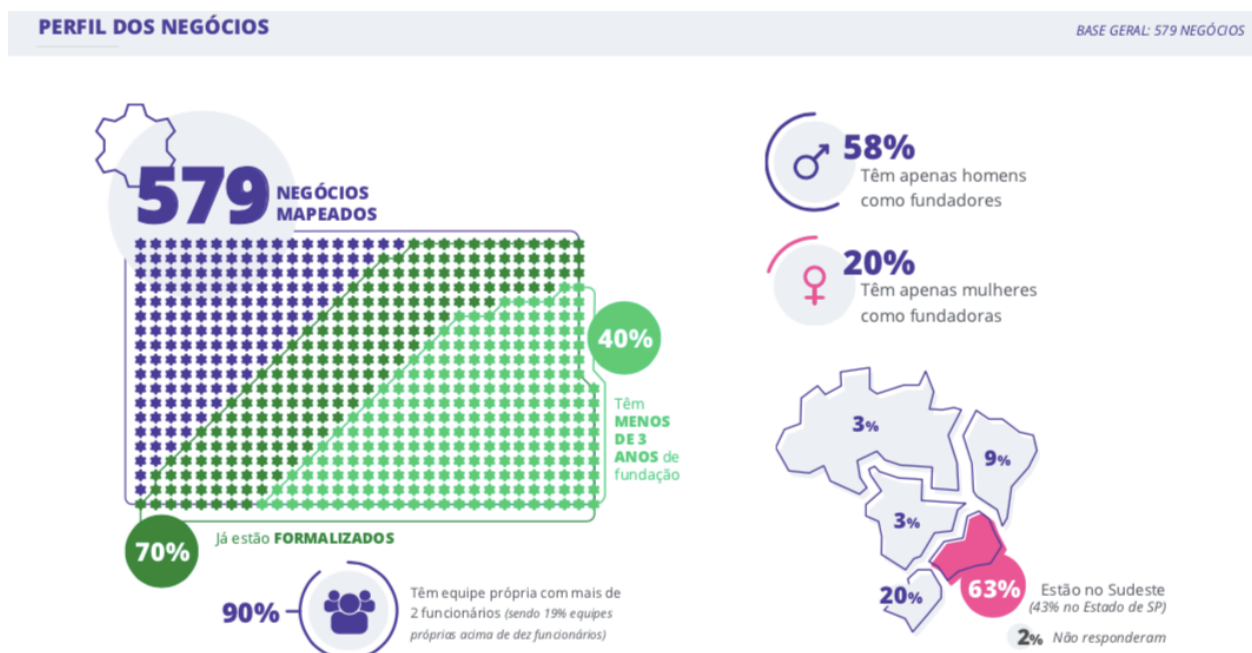 PERFIL DOS NEGÓCIOS
BASE GERAL: 579 NEGÓCIOS
579 NEGÓCIOS
MAPEADOS
40%
Têm
MENOS
DE 3
ANOS de
fundação
70%
Já estão FORMALIZADOS
90%
Têm equipe própria com mais de
2 funcionários (sendo 19% equipes
próprias acima de dez funcionários)
58%
Têm apenas homens
como fundadores
20%
Têm apenas mulheres
como fundadoras
3%
9%
3%
20%
63%
Estão no Sudeste
(43% no Estado de SP)
2% Não responderam